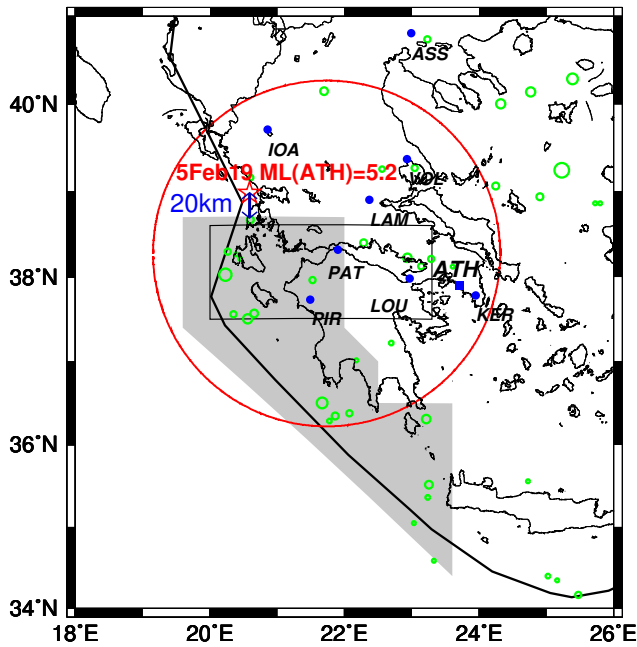 ASS
40˚N
IOA
5Feb19 ML(ATH)=5.2
VOL
20km
LAM
38˚N
PAT
ATH
PIR
LOU
KER
36˚N
34˚N
18˚E
20˚E
22˚E
24˚E
26˚E